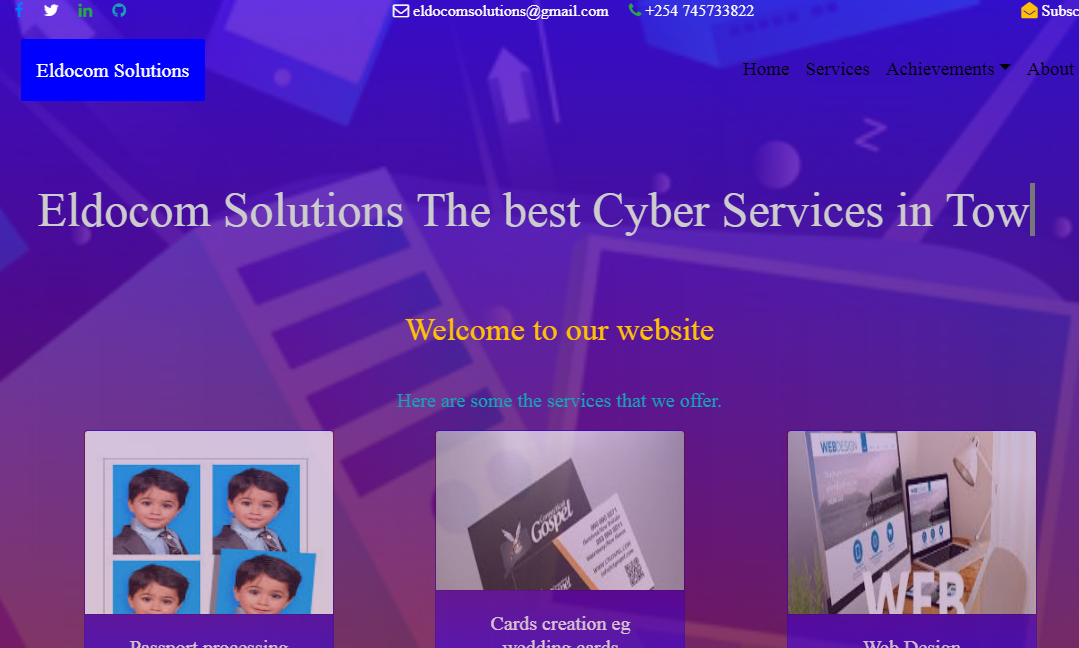 eldocomsolutions@gmail.com +254 745733822 Subsc
Eldocom Solutions
Home Services Achievements About
Eldocom Solutions The best Cyber Services in Tow
Welcome to our website
Here are some the services that we offer.
Gospel
WEBDESIGN
WEB
Cards creation eg
wedding cards
Passport processing
Web Design